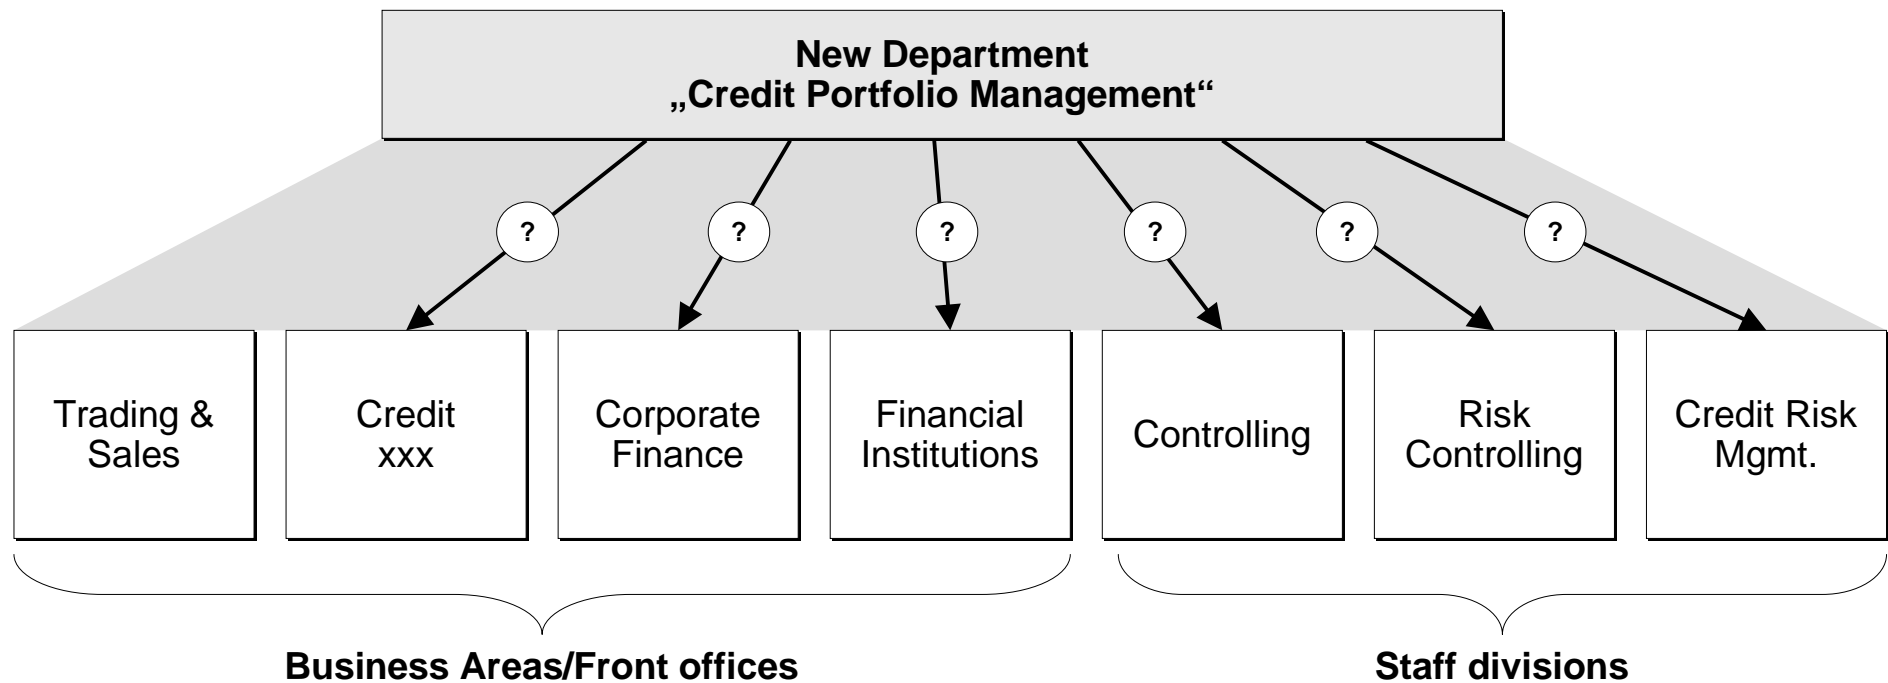 New Department
„Credit Portfolio Management“
? ? ? ? ? ?
Trading &
Sales
Credit
xxx
Corporate
Finance
Financial
Institutions
Controlling
Risk
Controlling
Credit Risk
Mgmt.
Business Areas/Front offices
Staff divisions